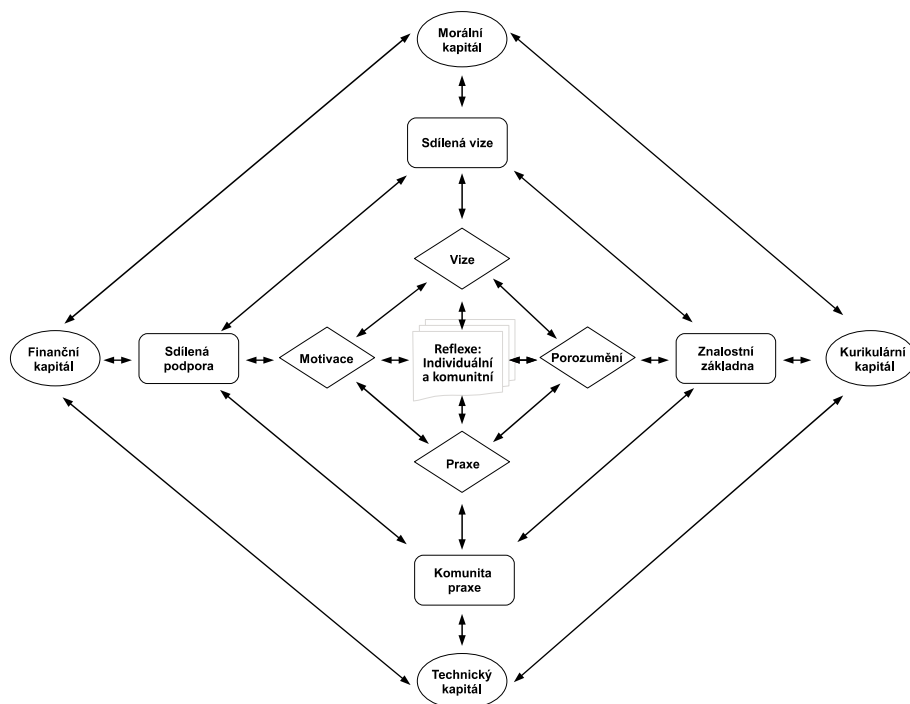 Morální
kapitál
Sdílená vize
Vize
Finanční
kapitál
Sdílená
podpora
Motivace
Reflexe:
Individuální
a komunitní
Porozumění
Znalostní
základna
Kurikulární
kapitál
Praxe
Komunita
praxe
Technický
kapitál